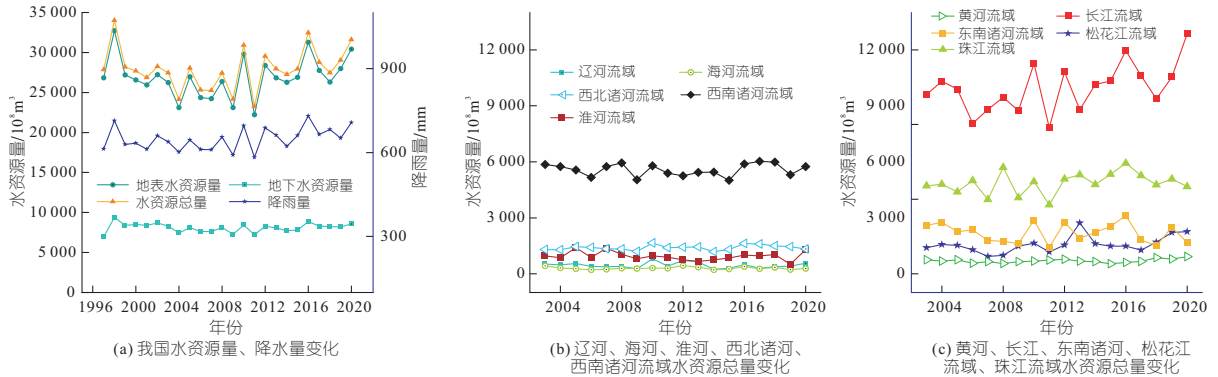 35 000
30 000
25 000
20 000
15 000
10 000
5 000
0
水资源量/10⁸m³
900
600
300
降雨量/mm
地表水资源量
地下水资源量
水资源总量
降雨量
1996 2000 2004 2008 2012 2016 2020
年份
(a) 我国水资源量、降水量变化
12 000
9 000
6 000
3 000
0
水资源量/10⁸m³
辽河流域
海河流域
西北诸河流域
西南诸河流域
淮河流域
2004 2008 2012 2016 2020
年份
(b) 辽河、海河、淮河、西北诸河、
西南诸河流域水资源总量变化
黄河流域
长江流域
东南诸河流域
松花江流域
珠江流域
12 000
9 000
6 000
3 000
0
水资源量/10⁸m³
2004 2008 2012 2016 2020
年份
(c) 黄河、长江、东南诸河、松花江
流域、珠江流域水资源总量变化